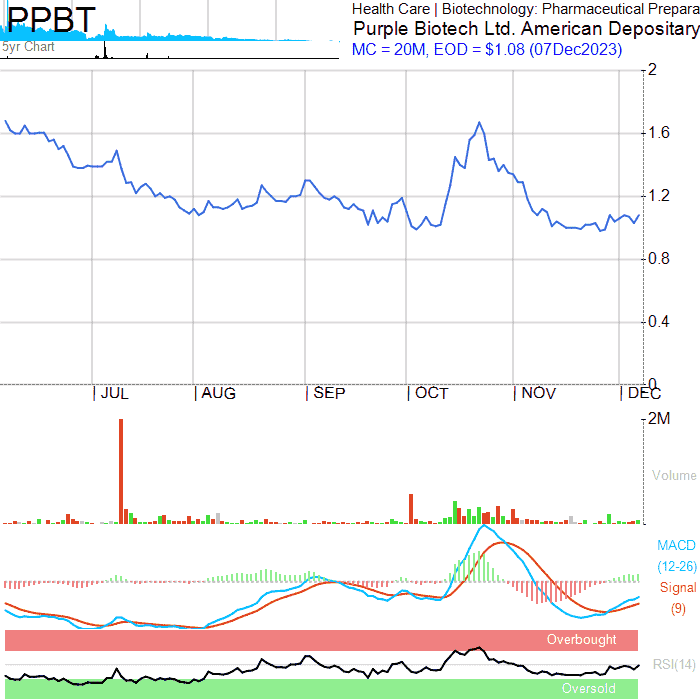 PPBT
5yr Chart
Health Care | Biotechnology: Pharmaceutical Prepara
Purple Biotech Ltd. American Depositary
MC = 20M, EOD = $1.08 (07Dec2023)
2
1.6
1.2
0.8
0.4
0
JUL AUG SEP OCT NOV DEC
2M
Volume
MACD
(12-26)
Signal
(9)
Overbought
RSI(14)
Oversold